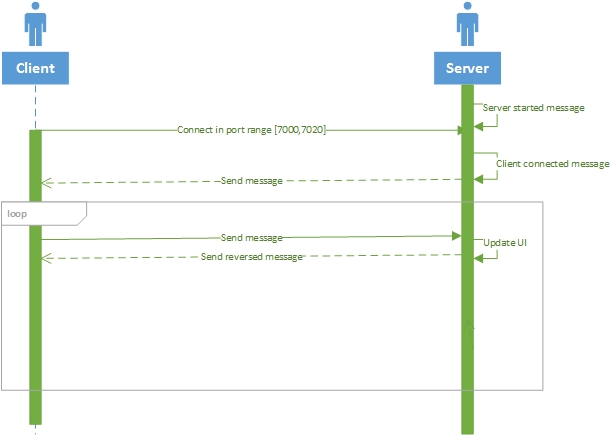 Client
Server
Server started message
Connect in port range [7000,7020]
Client connected message
Send message
loop
Send message
Update UI
Send reversed message